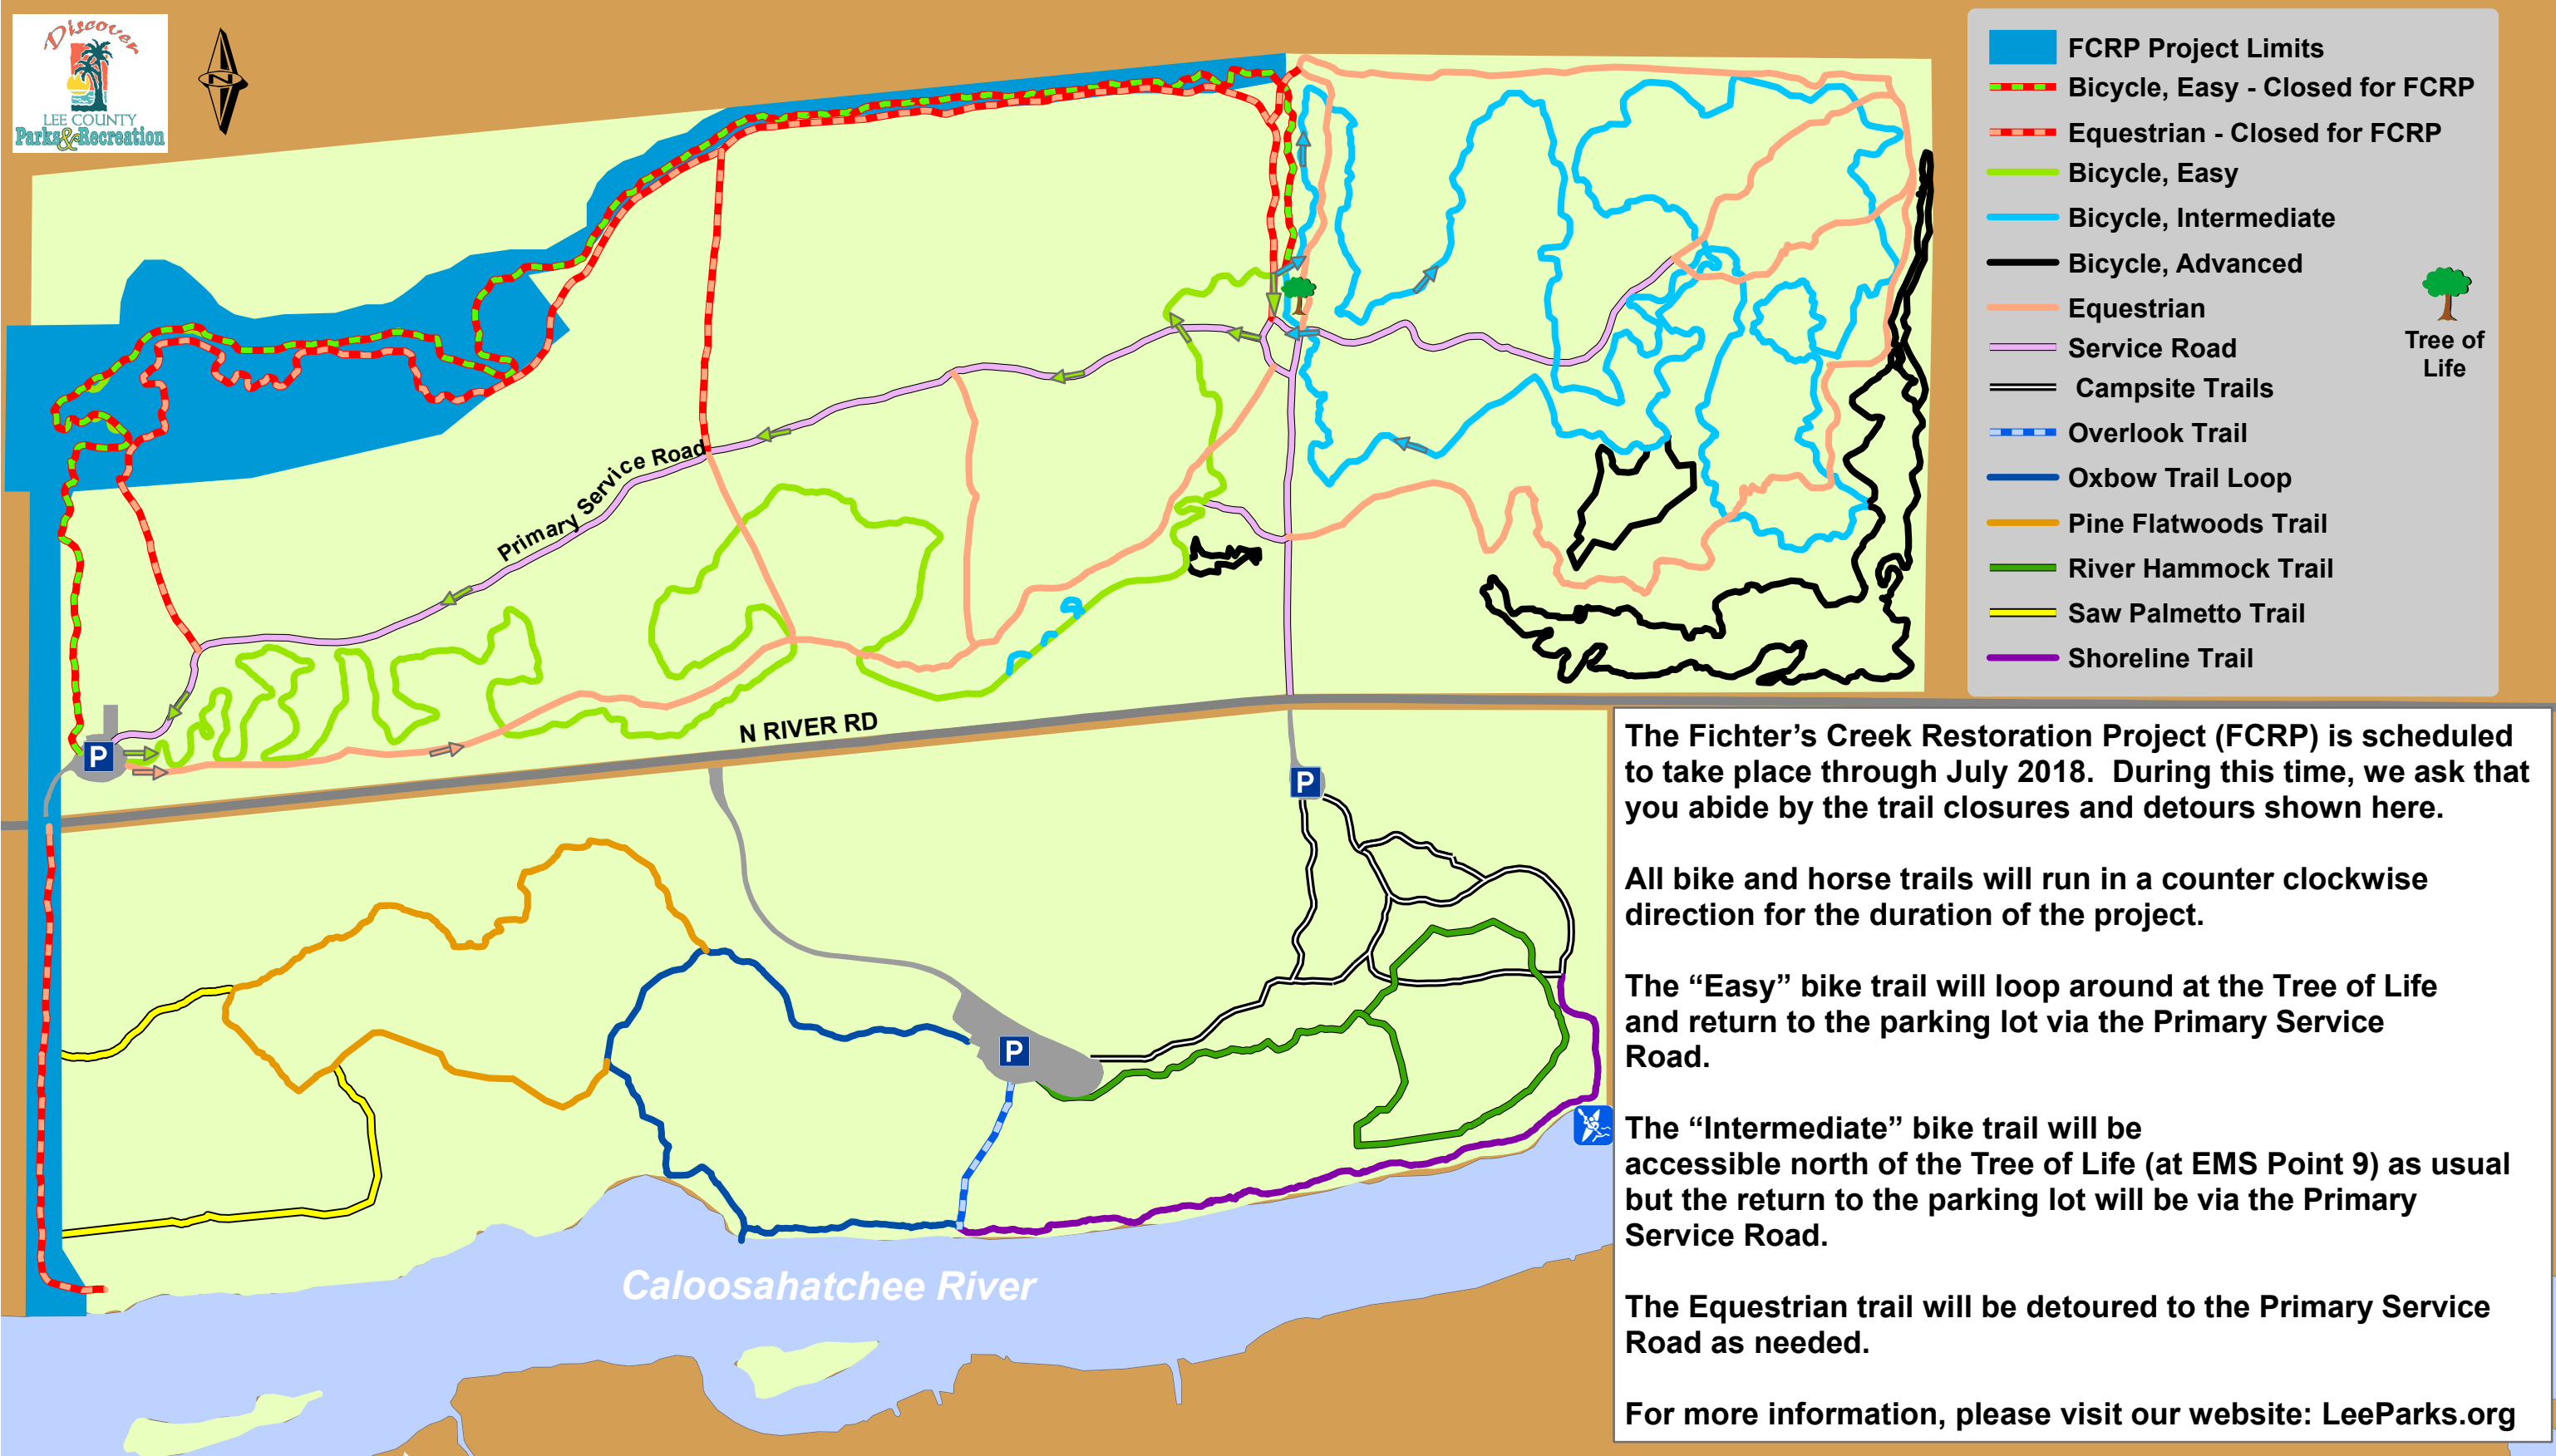 Discover
LEE COUNTY
Parks&Recreation
N
FCRP Project Limits
Bicycle, Easy - Closed for FCRP
Equestrian - Closed for FCRP
Bicycle, Easy
Bicycle, Intermediate
Bicycle, Advanced
Equestrian
Service Road
Campsite Trails
Overlook Trail
Oxbow Trail Loop
Pine Flatwoods Trail
River Hammock Trail
Saw Palmetto Trail
Shoreline Trail
Tree of
Life
Primary Service Road
N RIVER RD
P
P
P
Caloosahatchee River
The Fichter’s Creek Restoration Project (FCRP) is scheduled
to take place through July 2018.  During this time, we ask that
you abide by the trail closures and detours shown here.
All bike and horse trails will run in a counter clockwise
direction for the duration of the project.
The “Easy” bike trail will loop around at the Tree of Life
and return to the parking lot via the Primary Service
Road.
The “Intermediate” bike trail will be
accessible north of the Tree of Life (at EMS Point 9) as usual
but the return to the parking lot will be via the Primary
Service Road.
The Equestrian trail will be detoured to the Primary Service
Road as needed.
For more information, please visit our website: LeeParks.org